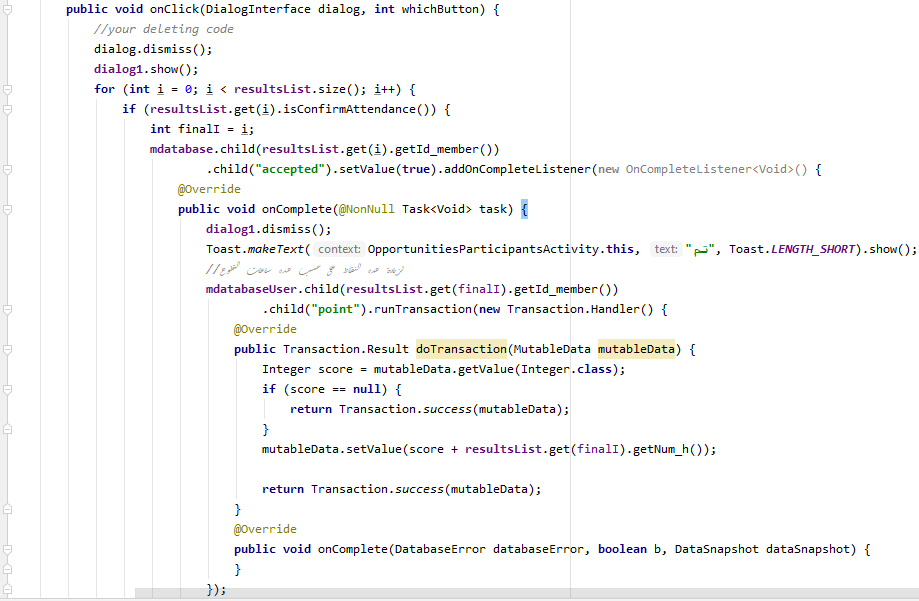 public void onClick(DialogInterface dialog, int whichButton) {
//your deleting code
dialog.dismiss();
dialog1.show();
for (int i = 0; i < resultsList.size(); i++) {
if (resultsList.get(i).isConfirmAttendance()) {
int finalI = i;
mdatabase.child(resultsList.get(i).getId_member())
.child("accepted").setValue(true).addOnCompleteListener(new OnCompleteListener<Void>() {
@Override
public void onComplete(@NonNull Task<Void> task) {
dialog1.dismiss();
Toast.makeText( context: OpportunitiesParticipantsActivity.this, text: "تم", Toast.LENGTH_SHORT).show();
//لزيادة عدد النقاط على حسب عدد ساعات التطوع
mdatabaseUser.child(resultsList.get(finalI).getId_member())
.child("point").runTransaction(new Transaction.Handler() {
@Override
public Transaction.Result doTransaction(MutableData mutableData) {
Integer score = mutableData.getValue(Integer.class);
if (score == null) {
return Transaction.success(mutableData);
}
mutableData.setValue(score + resultsList.get(finalI).getNum_h());
return Transaction.success(mutableData);
}
@Override
public void onComplete(DatabaseError databaseError, boolean b, DataSnapshot dataSnapshot) {
}
});